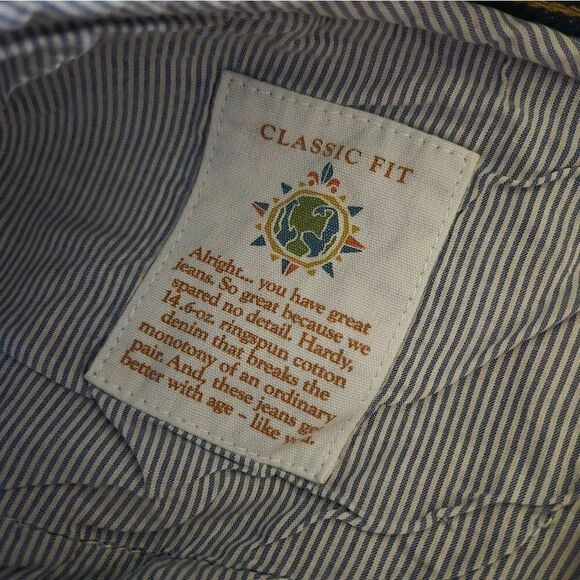 CLASSIC FIT
Alright... you have great
jeans. So great because we
spared no detail. Hardy,
14.6-oz. ringspun cotton
denim that breaks the
monotony of an ordinary
pair. And, these jeans
better with age – like